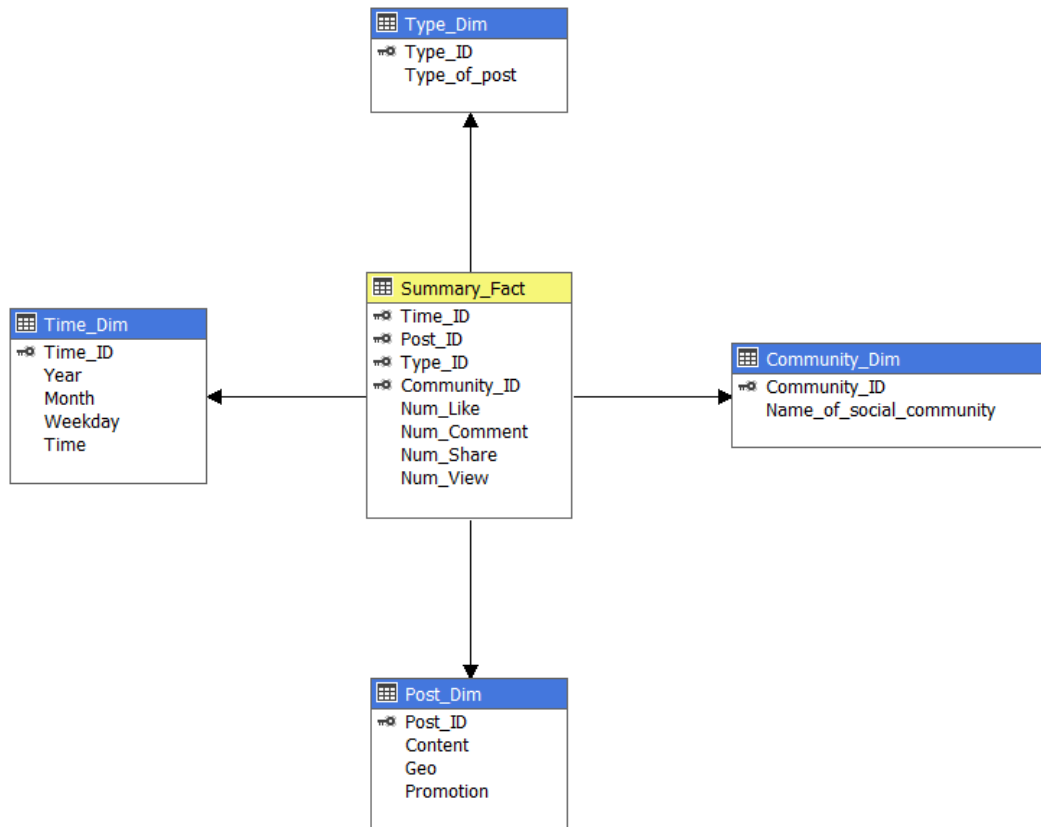 Type_Dim
Type_ID
Type_of_post
Summary_Fact
Time_ID
Post_ID
Type_ID
Community_ID
Num_Like
Num_Comment
Num_Share
Num_View
Time_Dim
Time_ID
Year
Month
Weekday
Time
Community_Dim
Community_ID
Name_of_social_community
Post_Dim
Post_ID
Content
Geo
Promotion